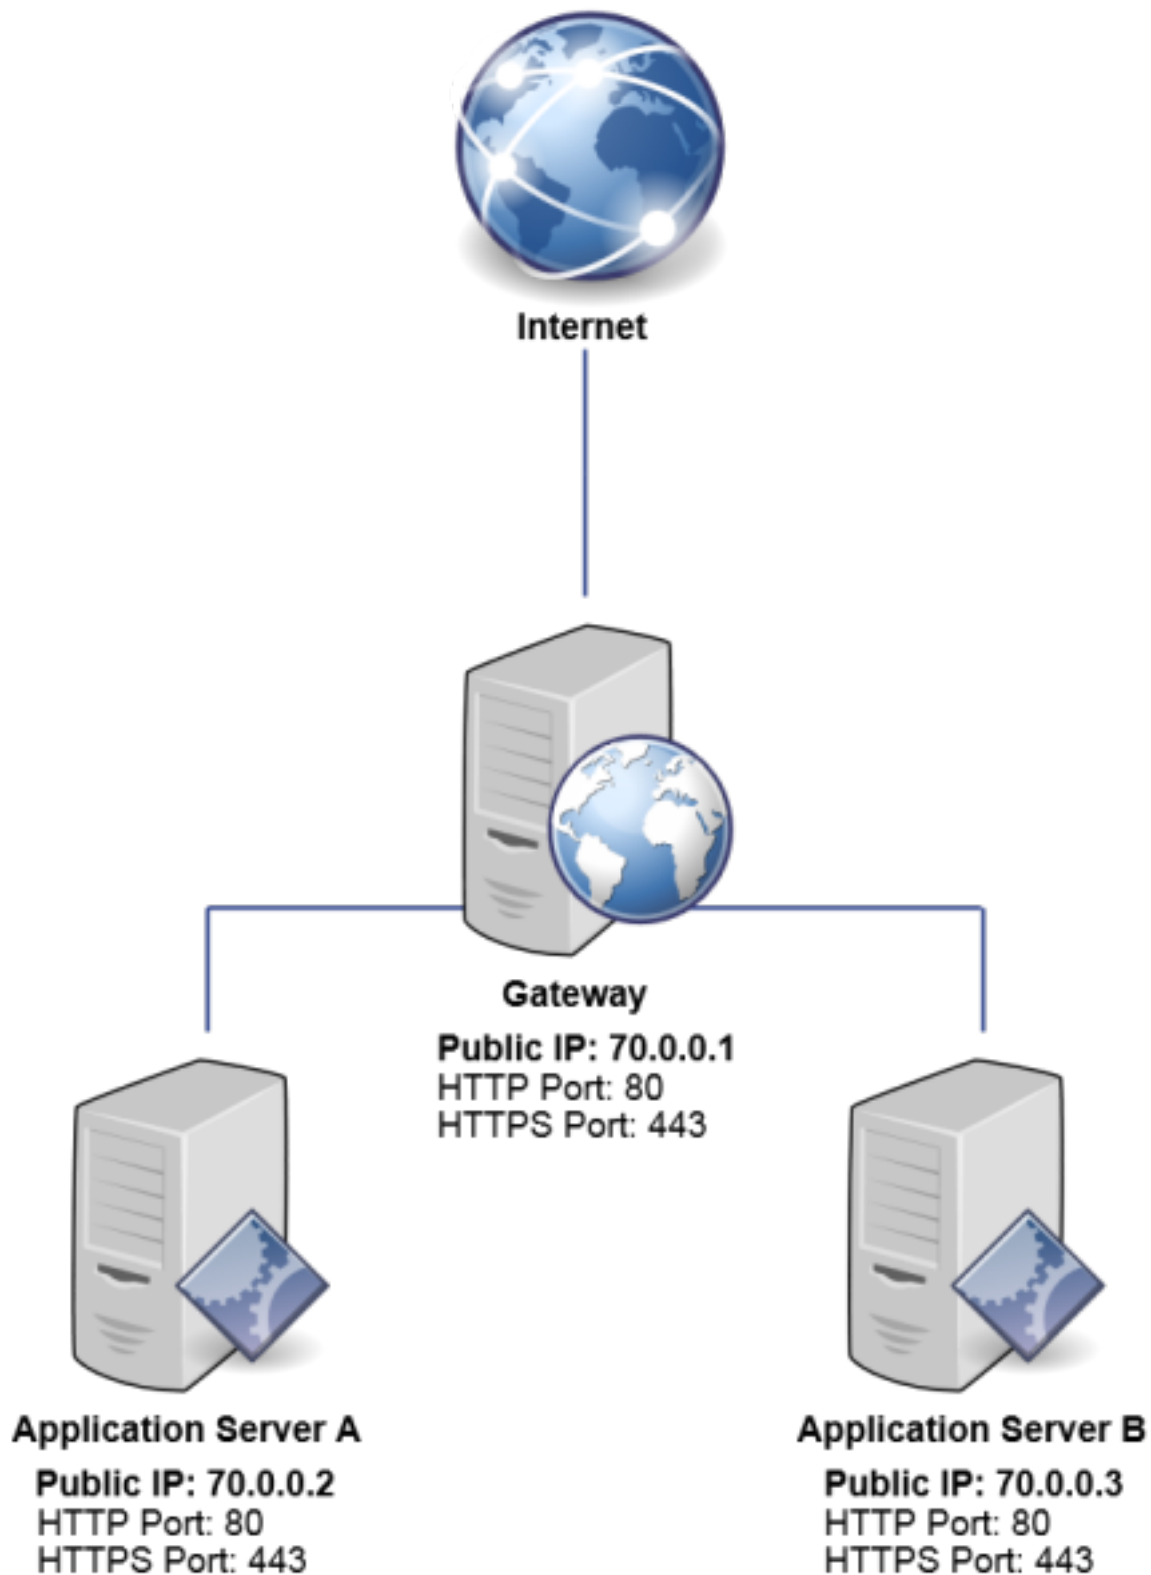 Internet
Gateway
Public IP: 70.0.0.1
HTTP Port: 80
HTTPS Port: 443
Application Server A
Public IP: 70.0.0.2
HTTP Port: 80
HTTPS Port: 443
Application Server B
Public IP: 70.0.0.3
HTTP Port: 80
HTTPS Port: 443